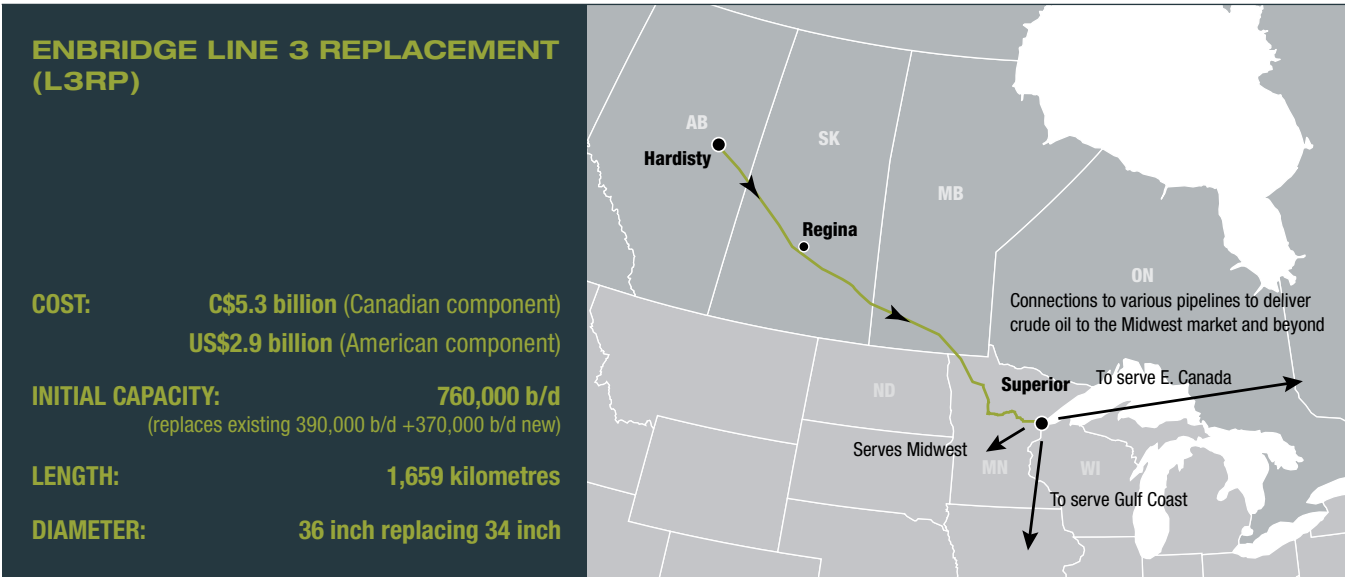 ENBRIDGE LINE 3 REPLACEMENT
(L3RP)
COST: C$5.3 billion (Canadian component)
US$2.9 billion (American component)
INITIAL CAPACITY: 760,000 b/d
(replaces existing 390,000 b/d +370,000 b/d new)
LENGTH: 1,659 kilometres
DIAMETER: 36 inch replacing 34 inch
AB
Hardisty
SK
MB
Regina
ON
Connections to various pipelines to deliver
crude oil to the Midwest market and beyond
ND
Superior
To serve E. Canada
Serves Midwest
MN
WI
To serve Gulf Coast